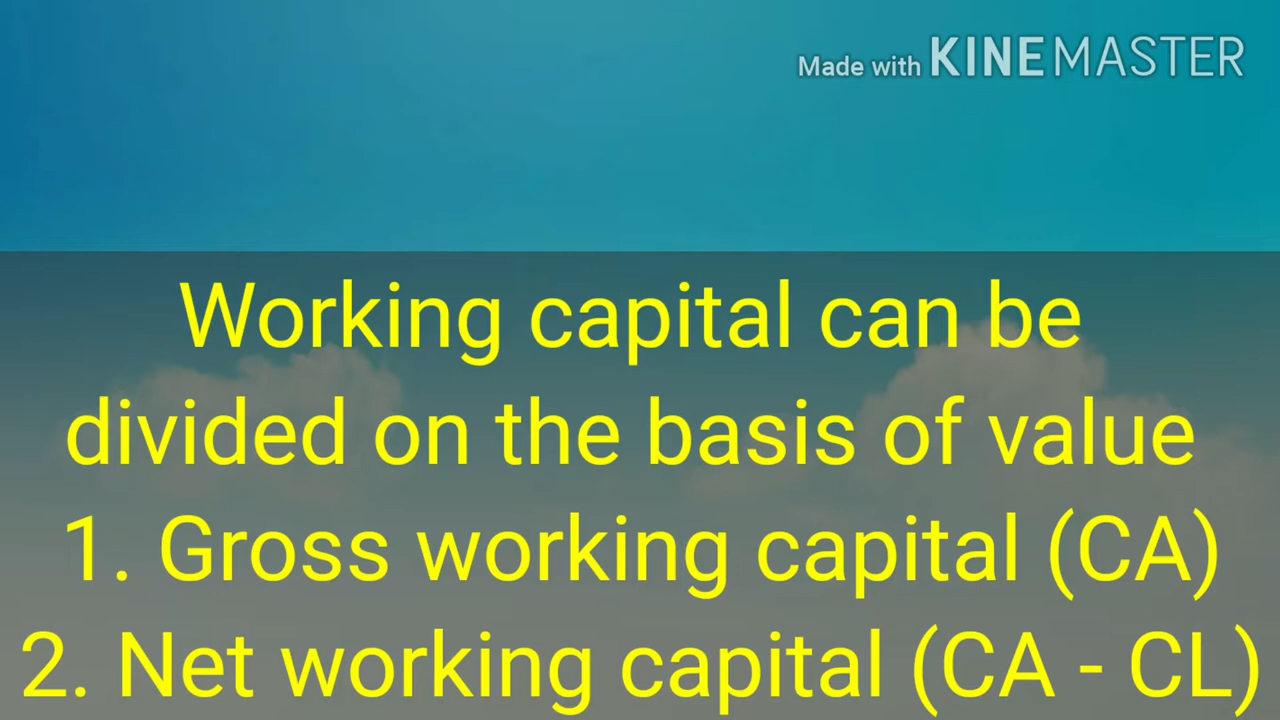 Made with KINEMASTER
Working capital can be
divided on the basis of value
1. Gross working capital (CA)
2. Net working capital (CA - CL)